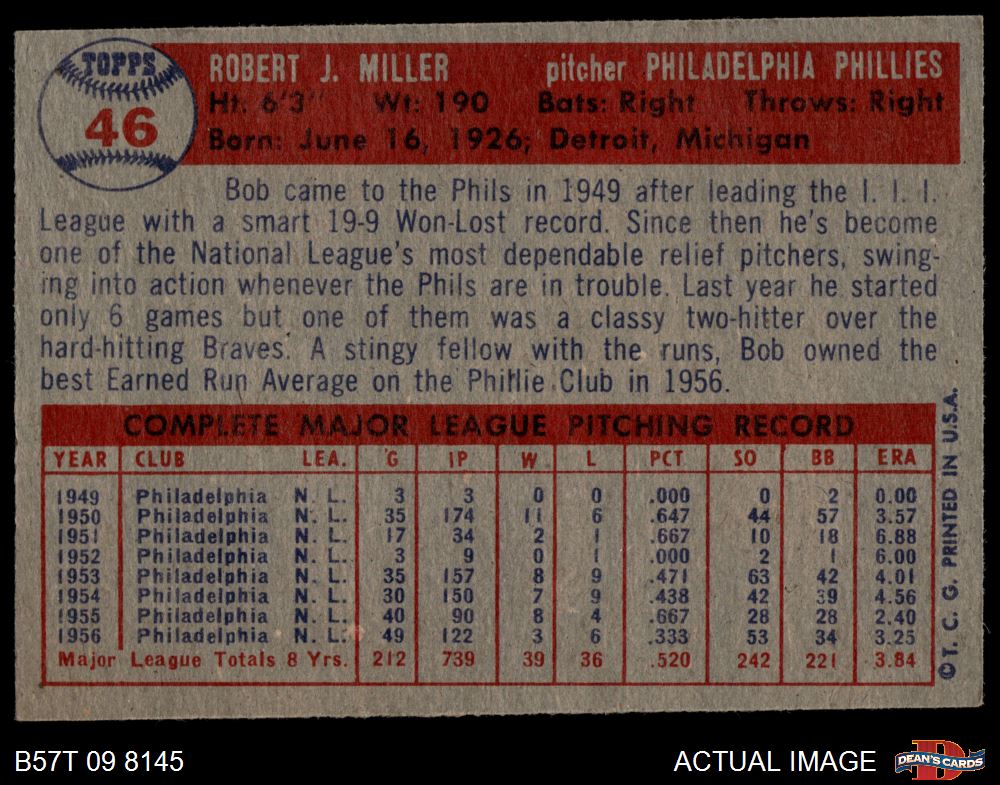 TOPPS
46
ROBERT J. MILLER pitcher PHILADELPHIA PHILLIES
Ht: 6'3" Wt: 190 Bats: Right Throws: Right
Born: June 16, 1926; Detroit, Michigan
Bob came to the Phils in 1949 after leading the I. I. I.
League with a smart 19-9 Won-Lost record. Since then he's become
one of the National League's most dependable relief pitchers, swing-
ing into action whenever the Phils are in trouble. Last year he started
only 6 games but one of them was a classy two-hitter over the
hard-hitting Braves. A stingy fellow with the runs, Bob owned the
best Earned Run Average on the Phillie Club in 1956.
COMPLETE MAJOR LEAGUE PITCHING RECORD
YEAR CLUB LEA. G IP W L PCT SO BB ERA
1949 Philadelphia N. L. 3 3 0 0 .000 0 2 0.00
1950 Philadelphia N. L. 35 174 11 6 .647 44 57 3.57
1951 Philadelphia N. L. 17 34 2 1 .667 10 18 6.88
1952 Philadelphia N. L. 3 9 0 1 .000 2 1 6.00
1953 Philadelphia N. L. 35 157 8 9 .471 63 42 4.01
1954 Philadelphia N. L. 30 150 7 9 .438 42 39 4.56
1955 Philadelphia N. L. 40 90 8 4 .667 28 28 2.40
1956 Philadelphia N. L. 49 122 3 6 .333 53 34 3.25
Major League Totals 8 Yrs. 212 739 39 36 .520 242 221 3.84
© T. C. G. PRINTED IN U.S.A.
B57T 09 8145
ACTUAL IMAGE
D
DEAN'S CARDS